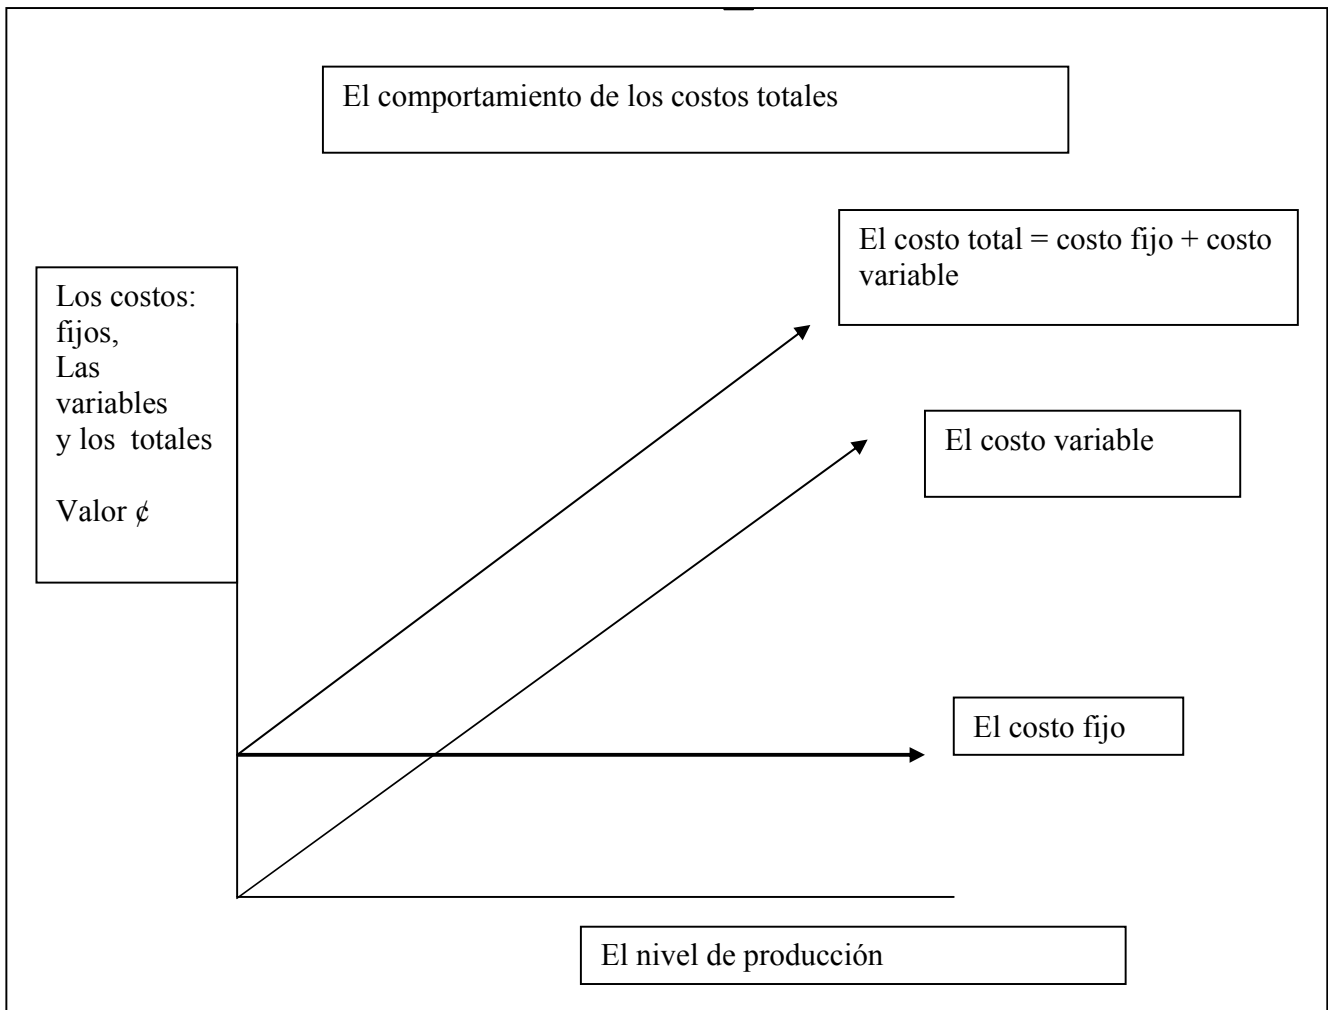 El comportamiento de los costos totales
El costo total = costo fijo + costo
variable
Los costos:
fijos,
Las
variables
y los  totales
Valor ¢
El costo variable
El costo fijo
El nivel de producción